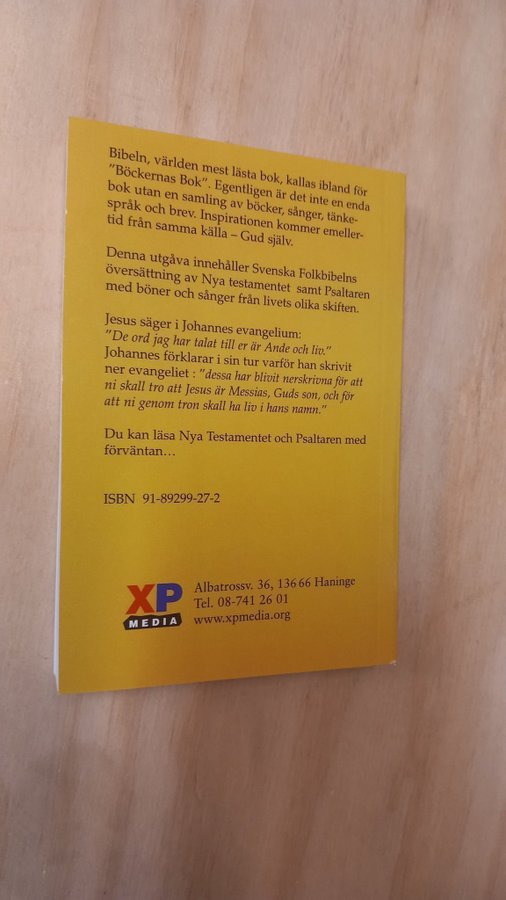 Bibeln, världen mest lästa bok, kallas ibland för
"Böckernas Bok". Egentligen är det inte en enda
bok utan en samling av böcker, sånger, tänke-
språk och brev. Inspirationen kommer emeller-
tid från samma källa – Gud själv.
Denna utgåva innehåller Svenska Folkbibelns
översättning av Nya testamentet samt Psaltaren
med böner och sånger från livets olika skiften.
Jesus säger i Johannes evangelium:
"De ord jag har talat till er är Ande och liv."
Johannes förklarar i sin tur varför han skrivit
ner evangeliet : "dessa har blivit nerskrivna för att
ni skall tro att Jesus är Messias, Guds son, och för
att ni genom tron skall ha liv i hans namn."
Du kan läsa Nya Testamentet och Psaltaren med
förväntan…
ISBN 91-89299-27-2
XP
MEDIA
Albatrossv. 36, 136 66 Haninge
Tel. 08-741 26 01
www.xpmedia.org